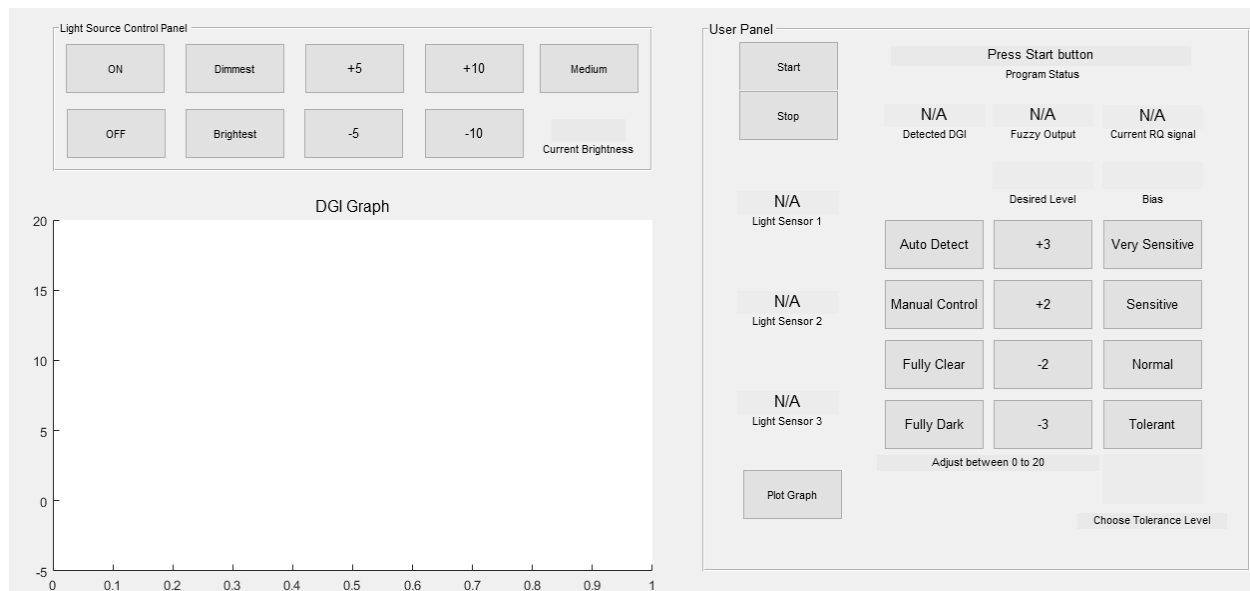 Light Source Control Panel
ON
Dimmest
+5
+10
Medium
OFF
Brightest
-5
-10
Current Brightness
DGI Graph
20
15
10
5
0
-5
0
0.1
0.2
0.3
0.4
0.5
0.6
0.7
0.8
0.9
1
User Panel
Start
Stop
Press Start button
Program Status
N/A
Detected DGI
N/A
Fuzzy Output
N/A
Current RQ signal
Desired Level
Bias
N/A
Light Sensor 1
N/A
Light Sensor 2
N/A
Light Sensor 3
Auto Detect
+3
Very Sensitive
Manual Control
+2
Sensitive
Fully Clear
-2
Normal
Fully Dark
-3
Tolerant
Adjust between 0 to 20
Plot Graph
Choose Tolerance Level